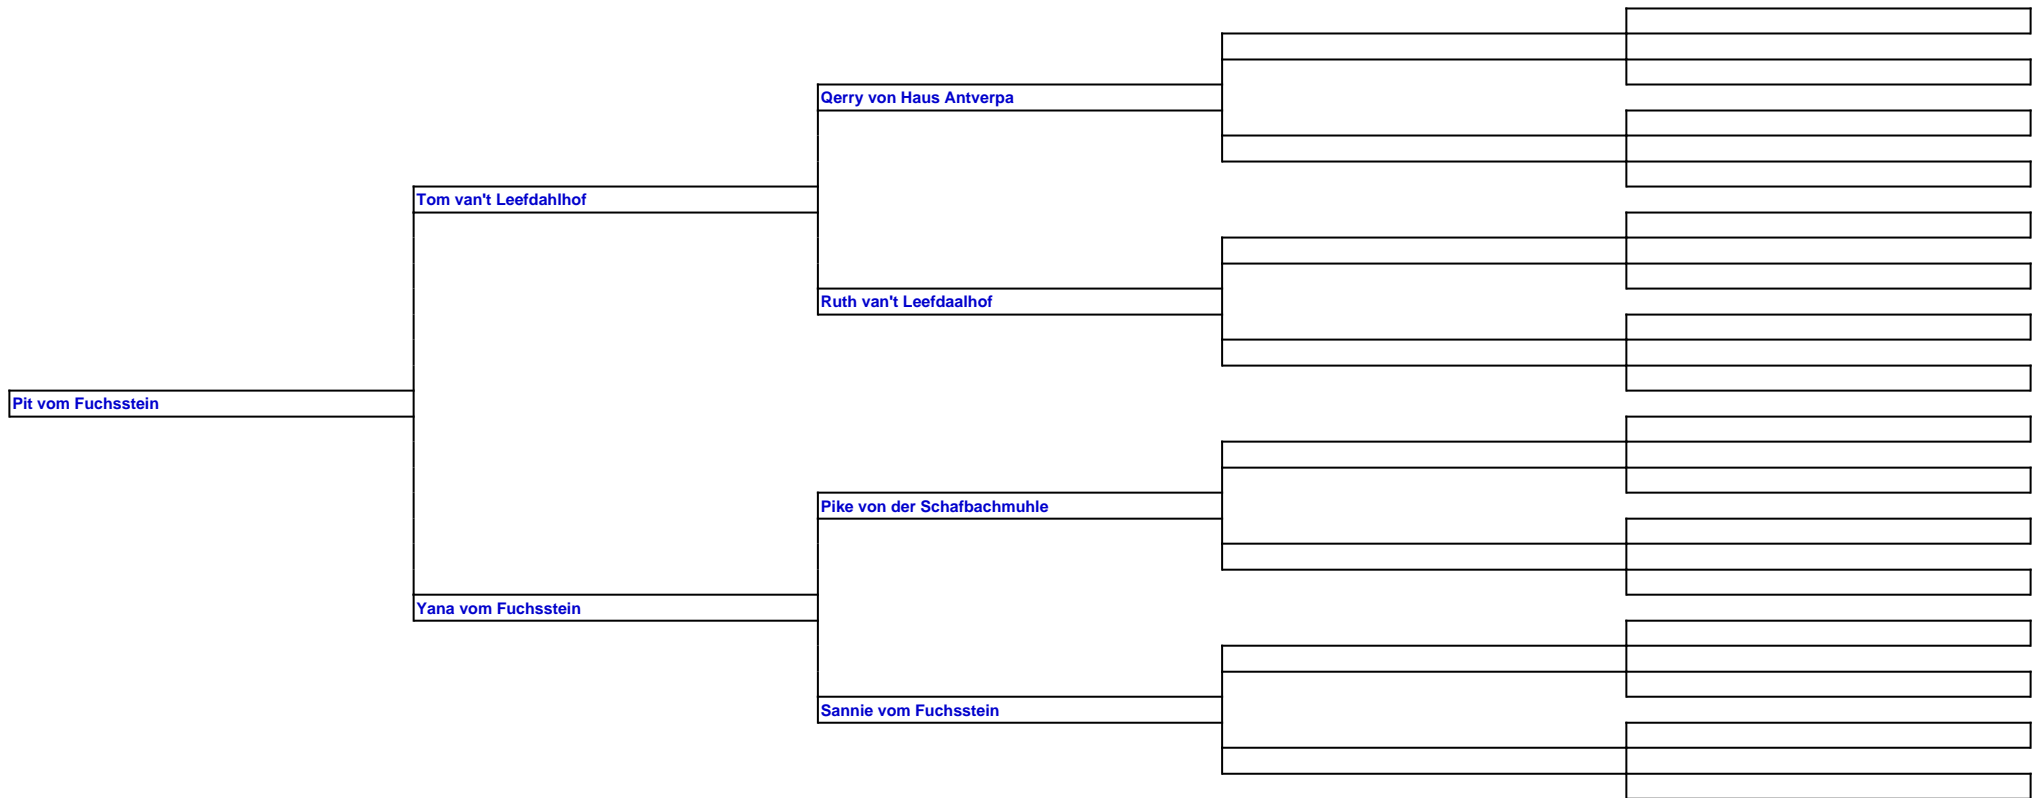 Qerry von Haus Antverpa
Tom van't Leefdahlhof
Ruth van't Leefdaalhof
Pit vom Fuchsstein
Pike von der Schafbachmuhle
Yana vom Fuchsstein
Sannie vom Fuchsstein